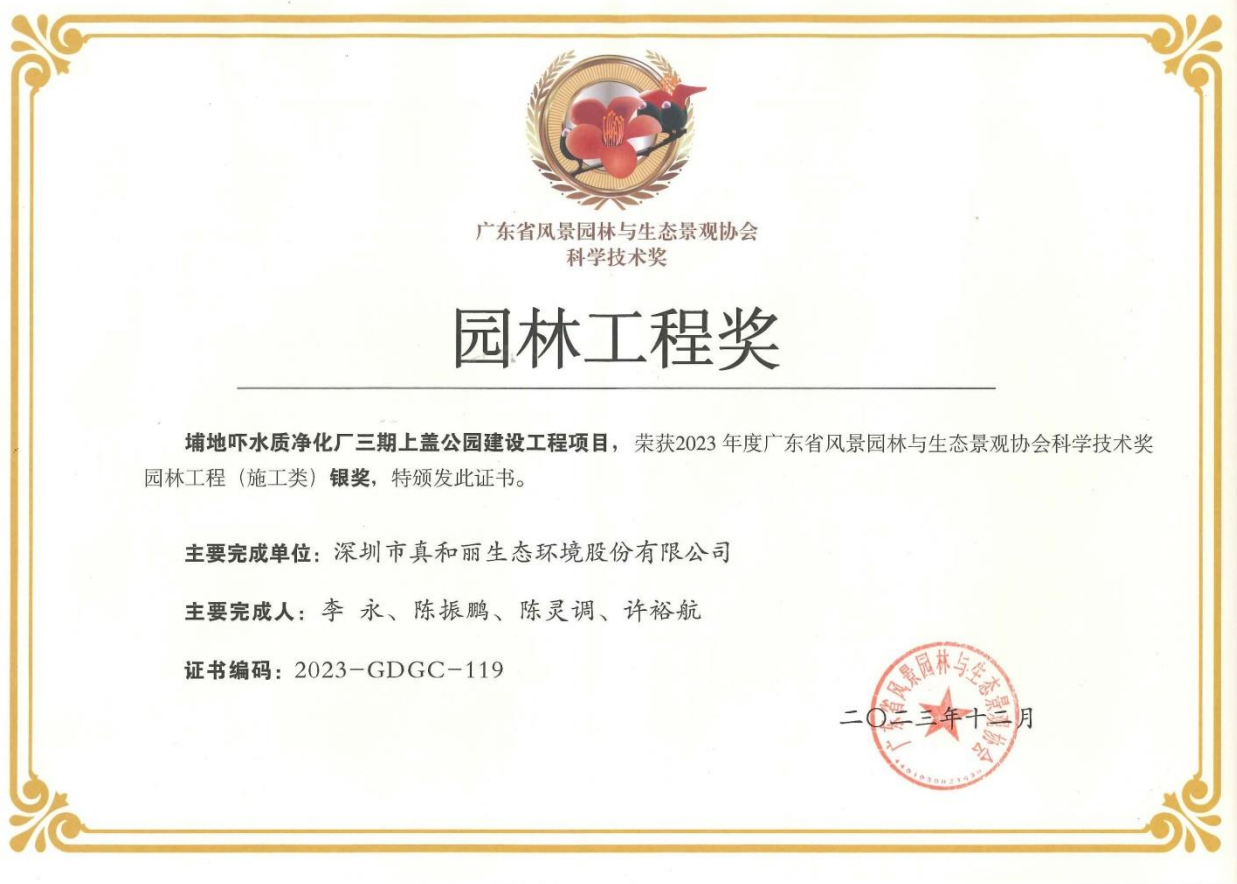 广东省风景园林与生态景观协会
科学技术奖
园林工程奖
埔地吓水质净化厂三期上盖公园建设工程项目，荣获2023 年度广东省风景园林与生态景观协会科学技术奖
园林工程（施工类）银奖，特颁发此证书。
主要完成单位：深圳市真和丽生态环境股份有限公司
主要完成人：李 永、陈振鹏、陈灵调、许裕航
证书编码：2023-GDGC-119
广东省风景园林与生态景观协会
二〇二三年十二月